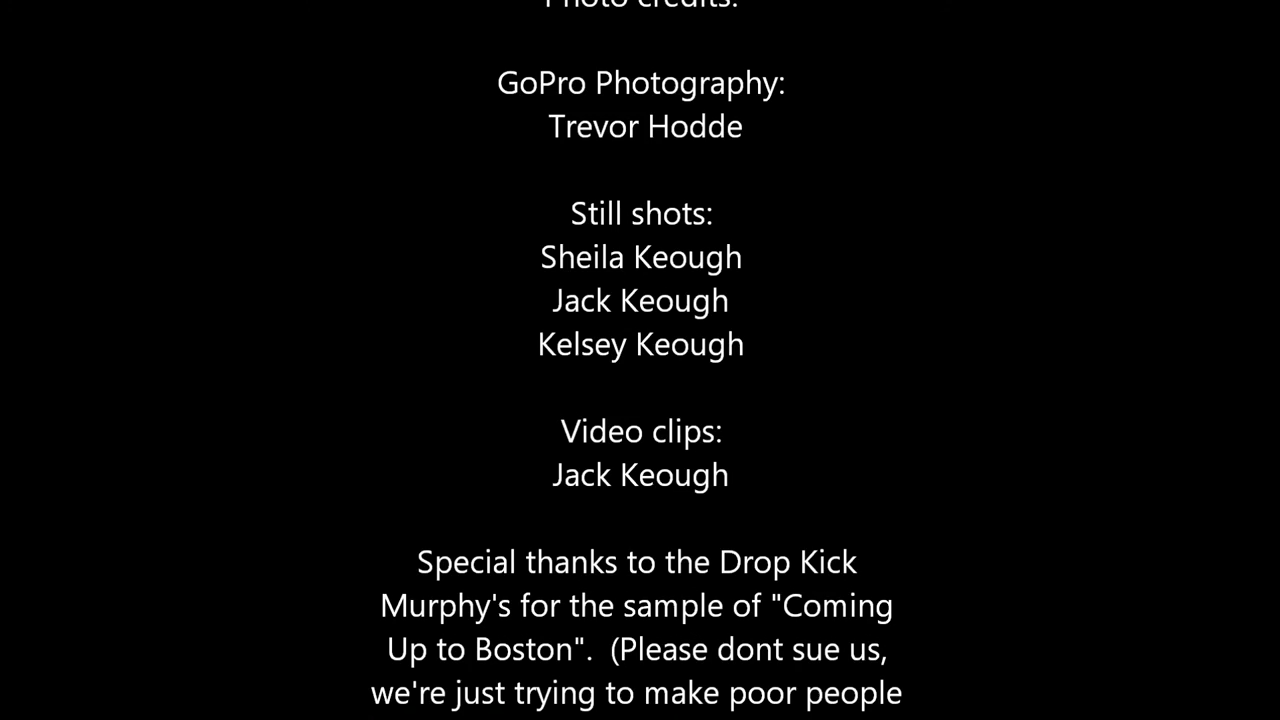 Photo credits:
GoPro Photography:
Trevor Hodde
Still shots:
Sheila Keough
Jack Keough
Kelsey Keough
Video clips:
Jack Keough
Special thanks to the Drop Kick
Murphy's for the sample of "Coming
Up to Boston".  (Please dont sue us,
we're just trying to make poor people